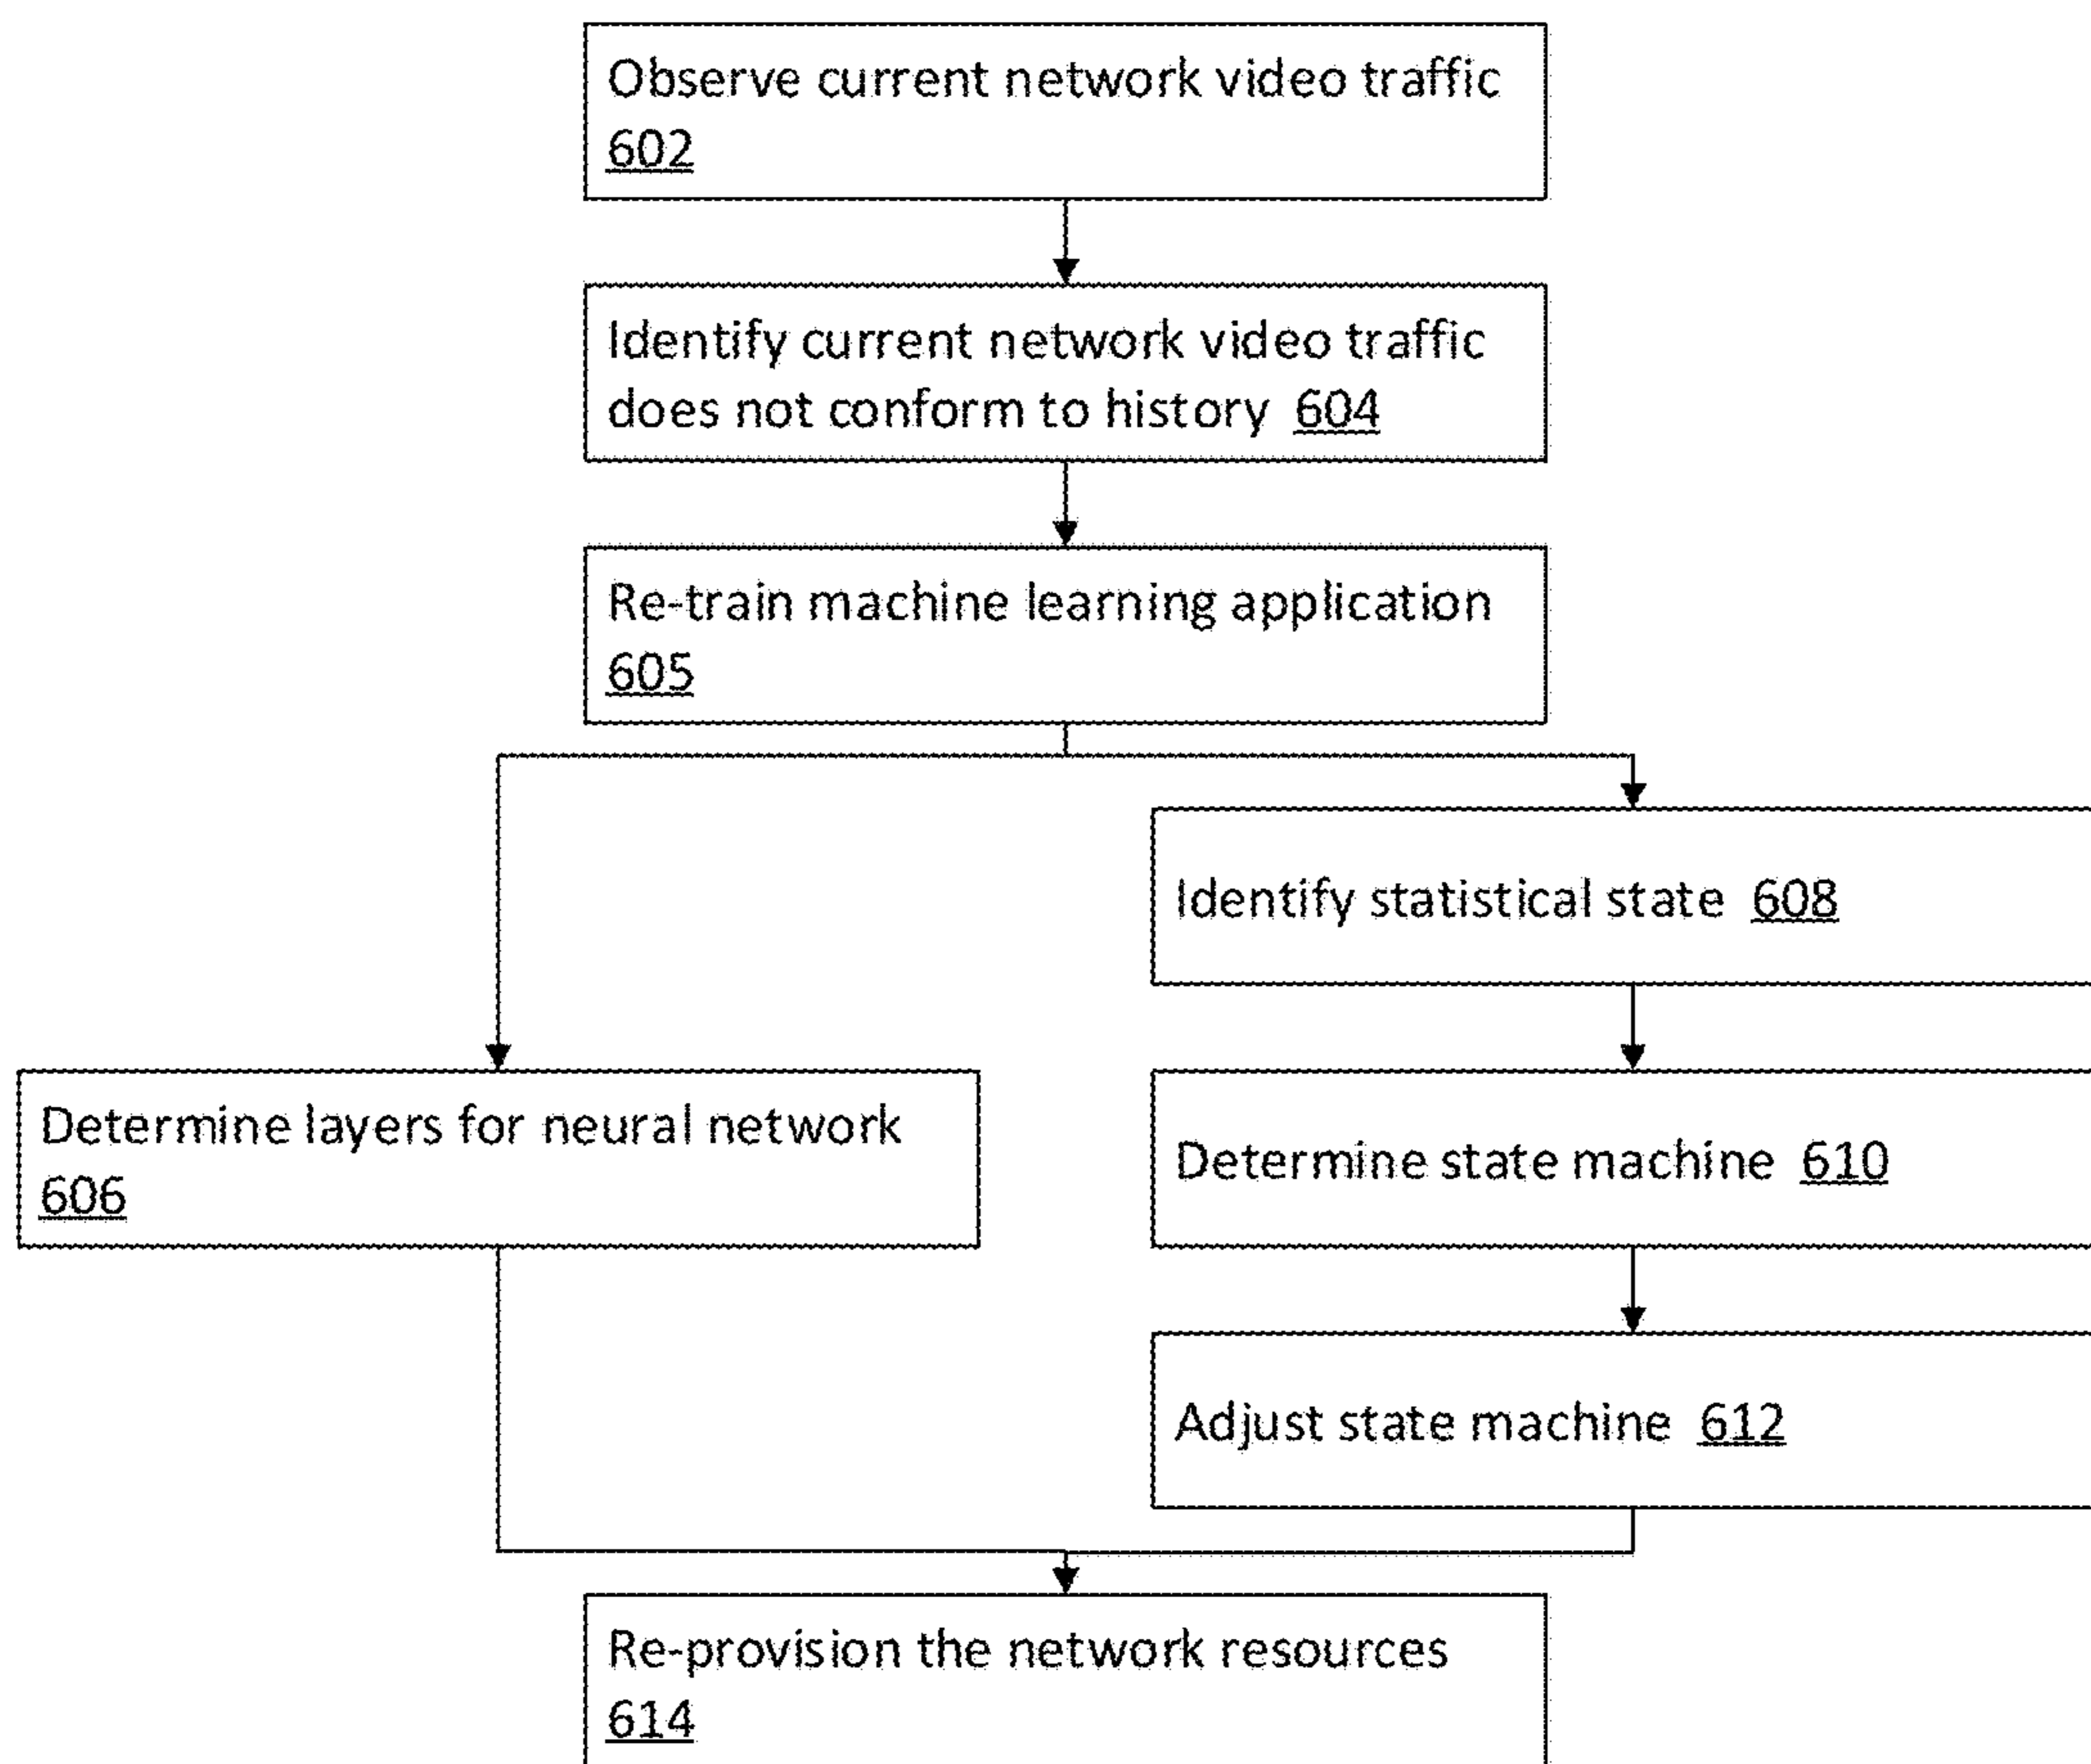 Observe current network video traffic
602
Identify current network video traffic
does not conform to history 604
Re-train machine learning application
605
Identify statistical state 608
Determine layers for neural network
606
Determine state machine 610
Adjust state machine 612
Re-provision the network resources
614